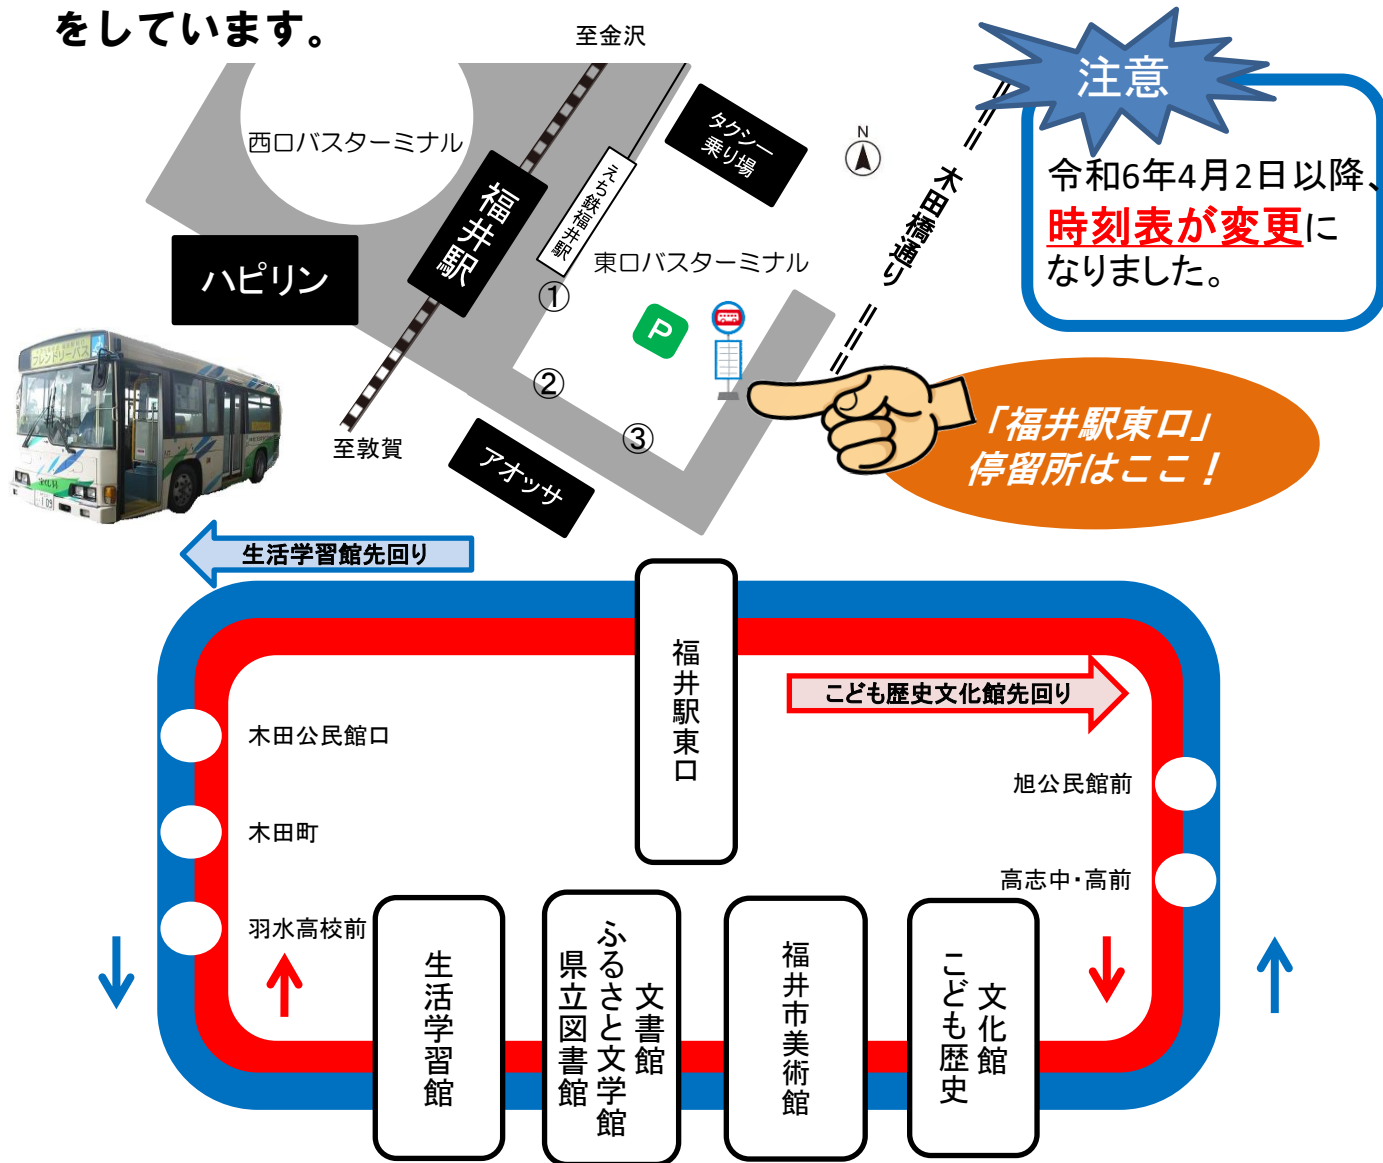 をしています。
至金沢
注意
西口バスターミナル
タクシー
乗り場
N
令和6年4月2日以降、
時刻表が変更に
なりました。
福井駅
えち鉄福井駅
木田橋通り
東口バスターミナル
ハピリン
①
P
フレンドリーバス
②
③
至敦賀
アオッサ
「福井駅東口」
停留所はここ！
109
生活学習館先回り
福井駅東口
こども歴史文化館先回り
木田公民館口
旭公民館前
木田町
高志中・高前
羽水高校前
生活学習館
文書館
ふるさと文学館
県立図書館
福井市美術館
こども歴史
文化館